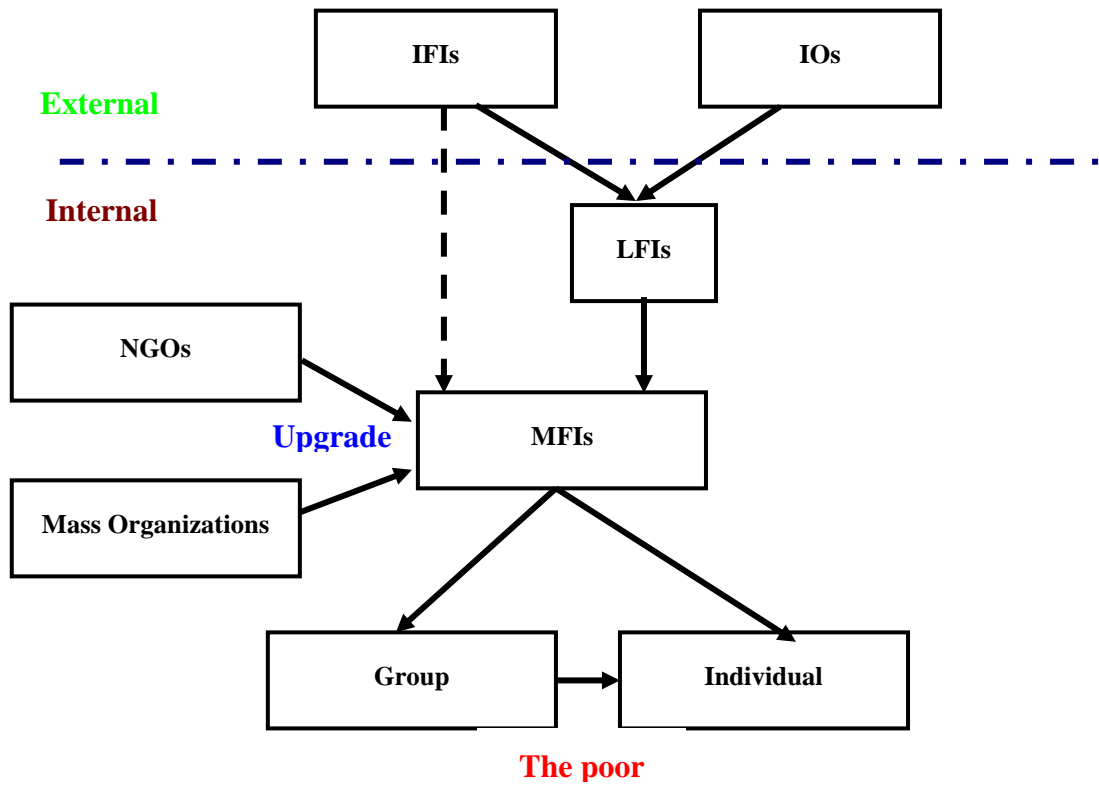 IFIs
IOs
External
Internal
LFIs
NGOs
Upgrade
MFIs
Mass Organizations
Group
Individual
The poor